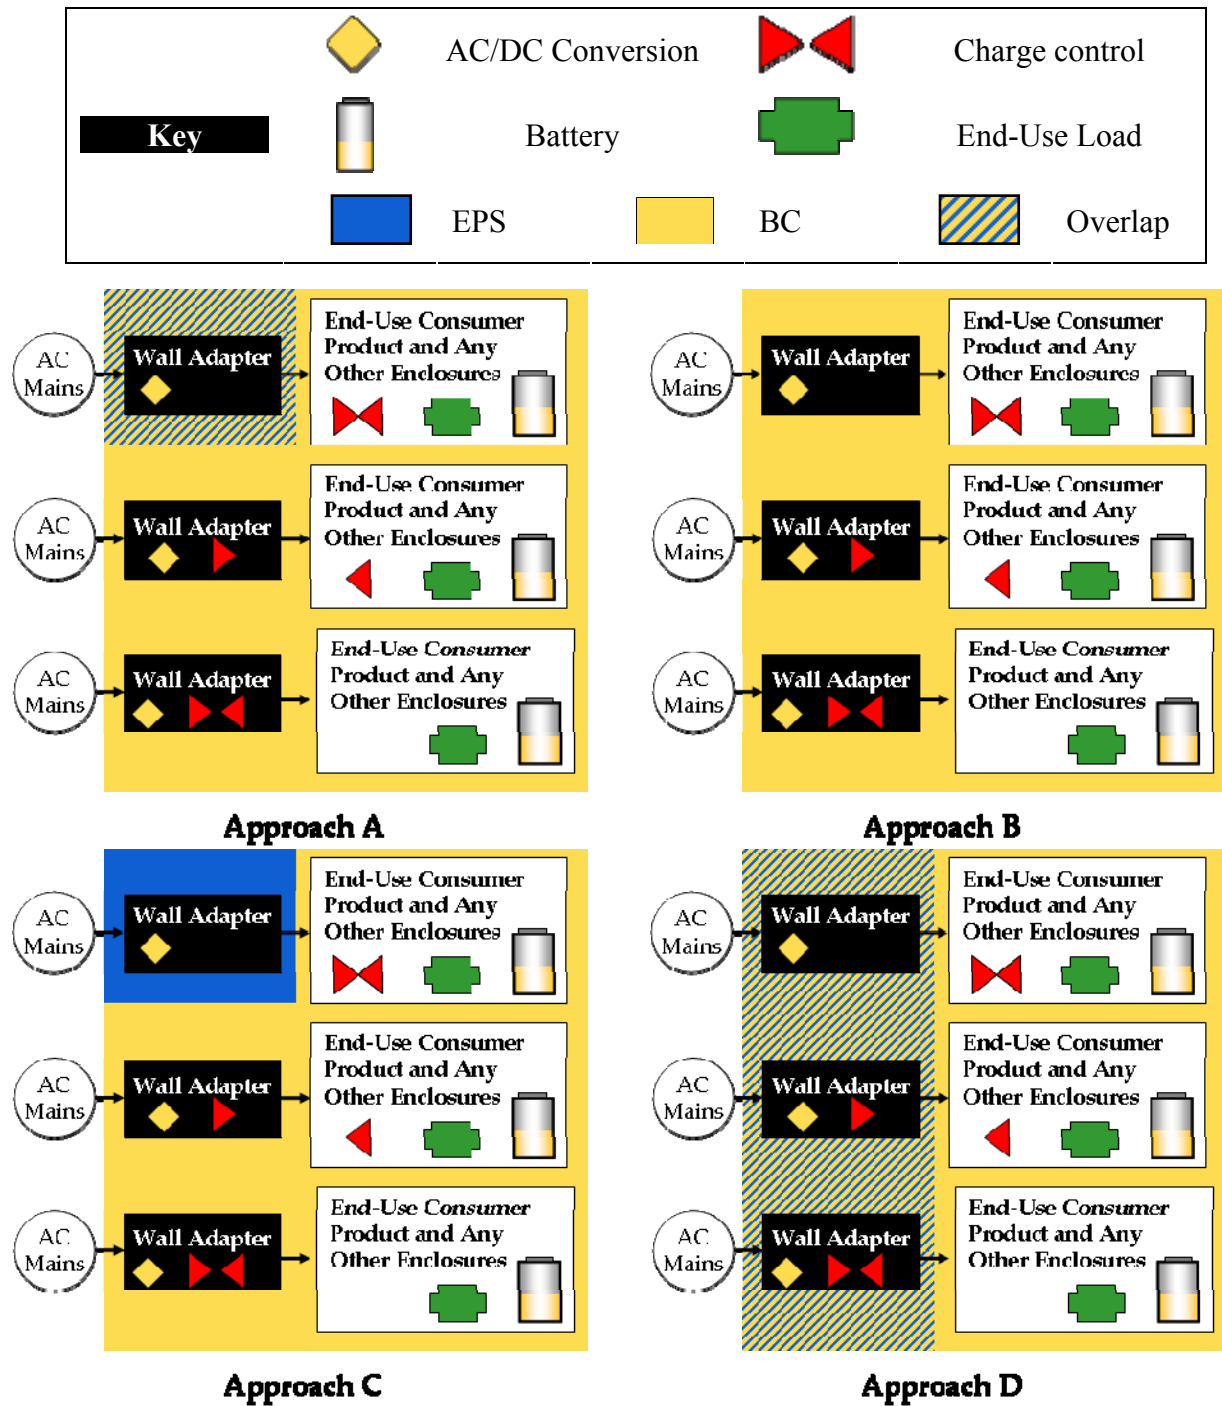 AC/DC Conversion
Charge control
Key
Battery
End-Use Load
EPS
BC
Overlap
AC
Mains
Wall Adapter
End-Use Consumer
Product and Any
Other Enclosures
AC
Mains
Wall Adapter
End-Use Consumer
Product and Any
Other Enclosures
AC
Mains
Wall Adapter
End-Use Consumer
Product and Any
Other Enclosures
Approach A
AC
Mains
Wall Adapter
End-Use Consumer
Product and Any
Other Enclosures
AC
Mains
Wall Adapter
End-Use Consumer
Product and Any
Other Enclosures
AC
Mains
Wall Adapter
End-Use Consumer
Product and Any
Other Enclosures
Approach B
AC
Mains
Wall Adapter
End-Use Consumer
Product and Any
Other Enclosures
AC
Mains
Wall Adapter
End-Use Consumer
Product and Any
Other Enclosures
AC
Mains
Wall Adapter
End-Use Consumer
Product and Any
Other Enclosures
Approach C
AC
Mains
Wall Adapter
End-Use Consumer
Product and Any
Other Enclosures
AC
Mains
Wall Adapter
End-Use Consumer
Product and Any
Other Enclosures
AC
Mains
Wall Adapter
End-Use Consumer
Product and Any
Other Enclosures
Approach D